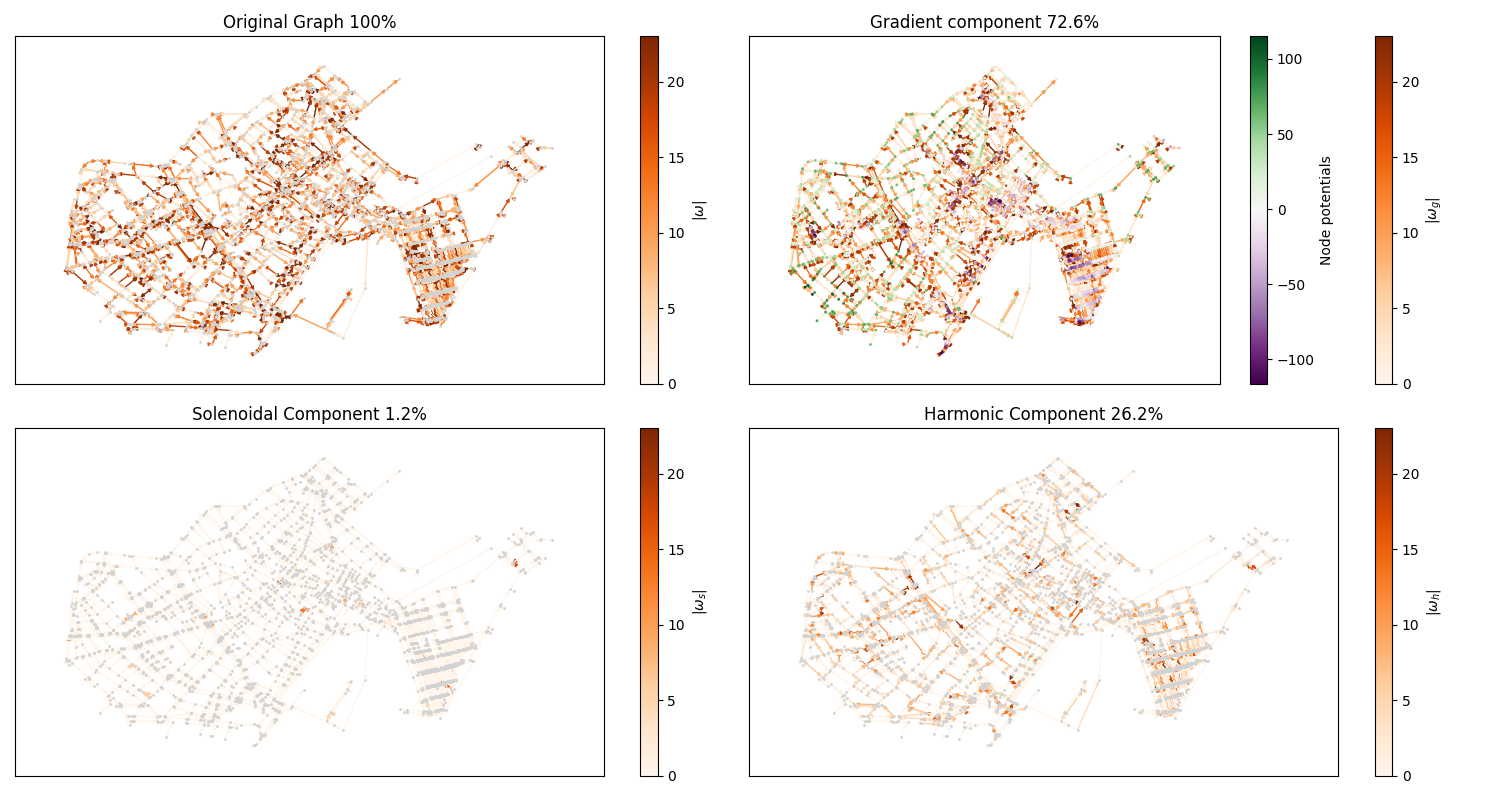 Original Graph 100%
20
15
10
5
0
|ω|
Gradient component 72.6%
100
50
0
−50
−100
Node potentials
20
15
10
5
0
|ω_g|
Solenoidal Component 1.2%
20
15
10
5
0
|ω_s|
Harmonic Component 26.2%
20
15
10
5
0
|ω_h|